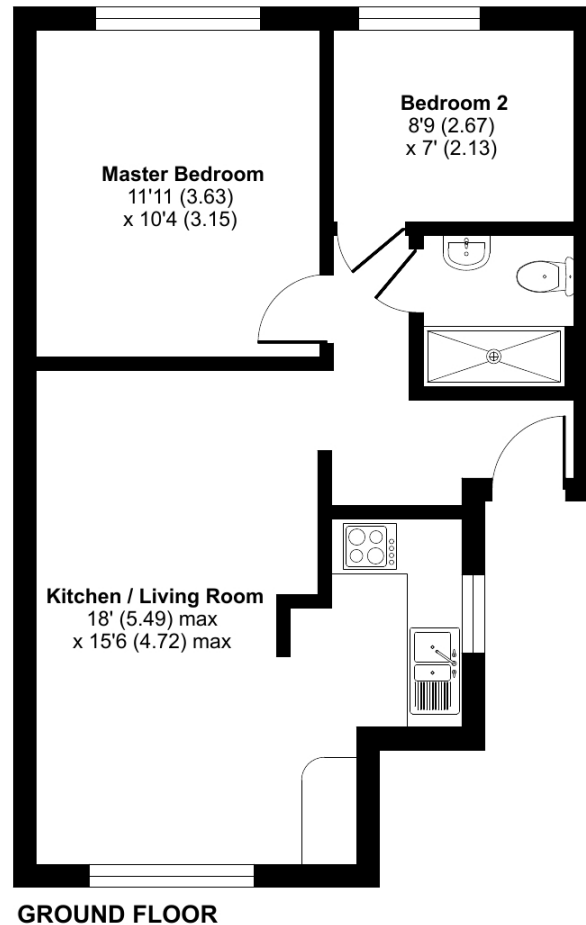 Bedroom 2
8'9 (2.67)
x 7' (2.13)
Master Bedroom
11'11 (3.63)
x 10'4 (3.15)
Kitchen / Living Room
18' (5.49) max
x 15'6 (4.72) max
GROUND FLOOR